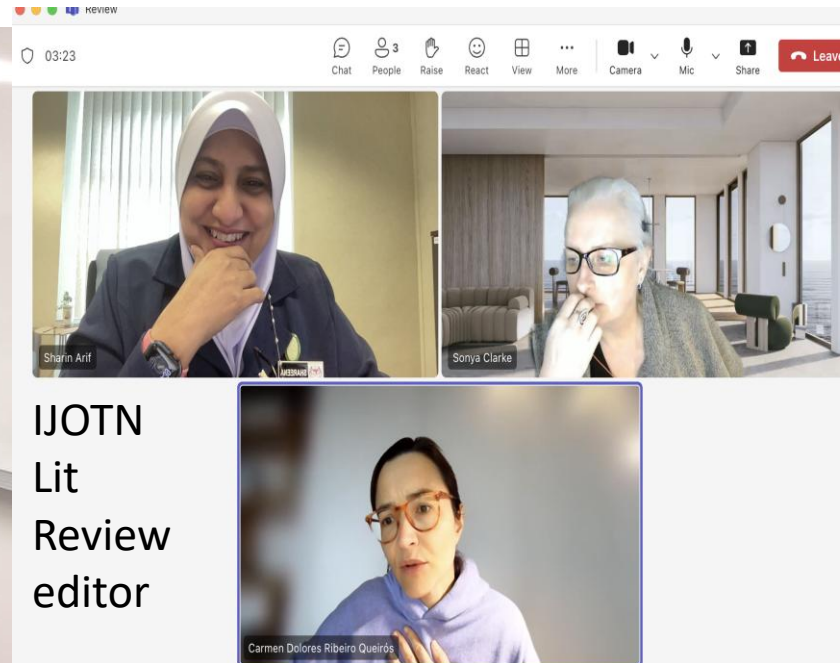 Review
03:23
Chat
3
People
Raise
React
View
More
Camera
Mic
Share
Leave
Sharin Arif
Sonya Clarke
IJOTN
Lit
Review
editor
Carmen Dolores Ribeiro Queirós